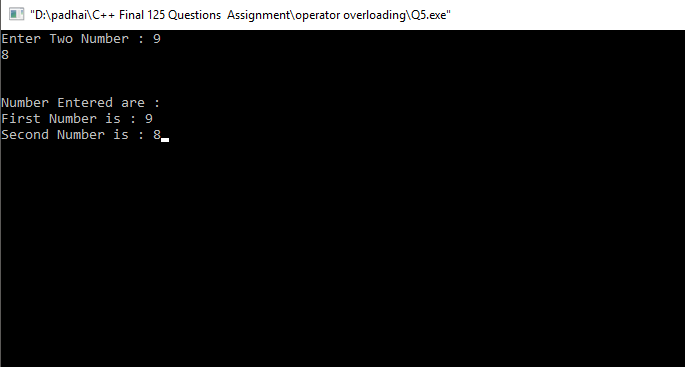 "D:\padhai\C++ Final 125 Questions  Assignment\operator overloading\Q5.exe"
Enter Two Number : 9
8
Number Entered are :
First Number is : 9
Second Number is : 8